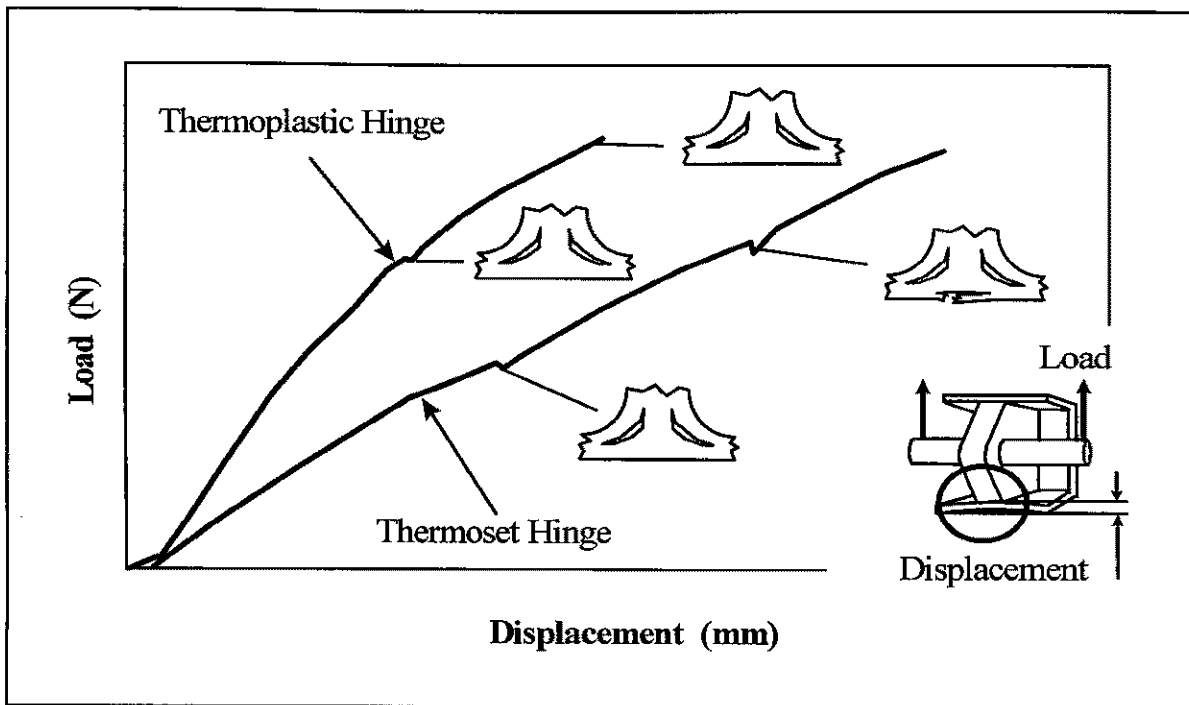 Thermoplastic Hinge
Load (N)
Load
Thermoset Hinge
Displacement
Displacement (mm)